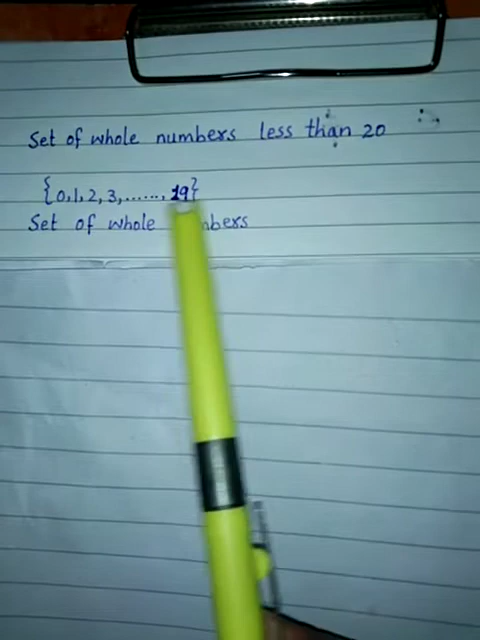 Set of whole numbers less than 20
{0,1,2,3,......,19}
Set of whole